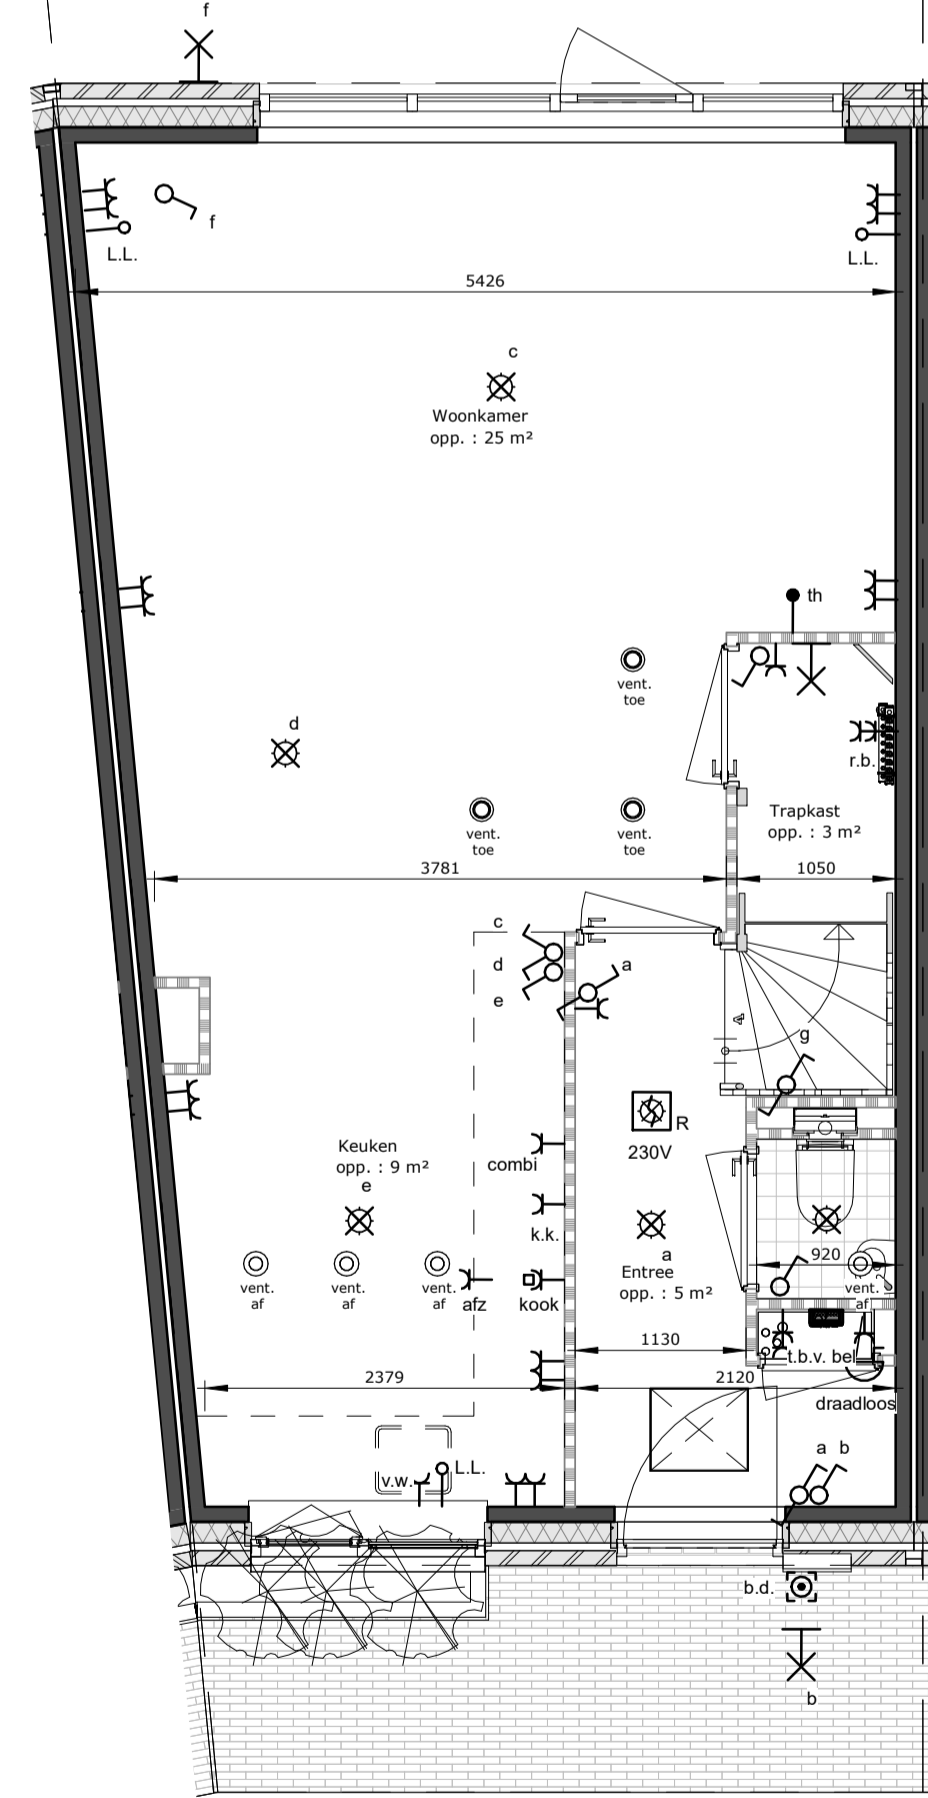 f
f
L.L.
L.L.
5426
c
Woonkamer
opp. : 25 m²
th
vent.
toe
d
r.b.
vent.
toe
vent.
toe
Trapkast
opp. : 3 m²
3781
1050
c
d
e
a
4
g
R
230V
Keuken
opp. : 9 m²
e
combi
k.k.
a
Entree
opp. : 5 m²
920
vent.
af
vent.
af
vent.
af
afz
kook
vent.
af
1130
t.b.v. bel
2379
2120
draadloos
a b
L.L.
v.w.
b.d.
b